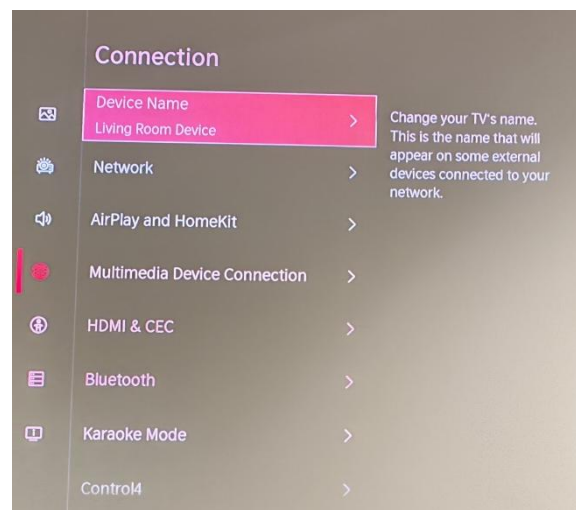 Connection
Device Name
Living Room Device
Network
AirPlay and HomeKit
Multimedia Device Connection
HDMI & CEC
Bluetooth
Karaoke Mode
Control4
Change your TV's name.
This is the name that will
appear on some external
devices connected to your
network.